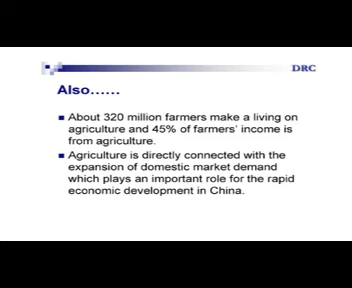 DRC
Also......
About 320 million farmers make a living on
agriculture and 45% of farmers' income is
from agriculture.
Agriculture is directly connected with the
expansion of domestic market demand
which plays an important role for the rapid
economic development in China.